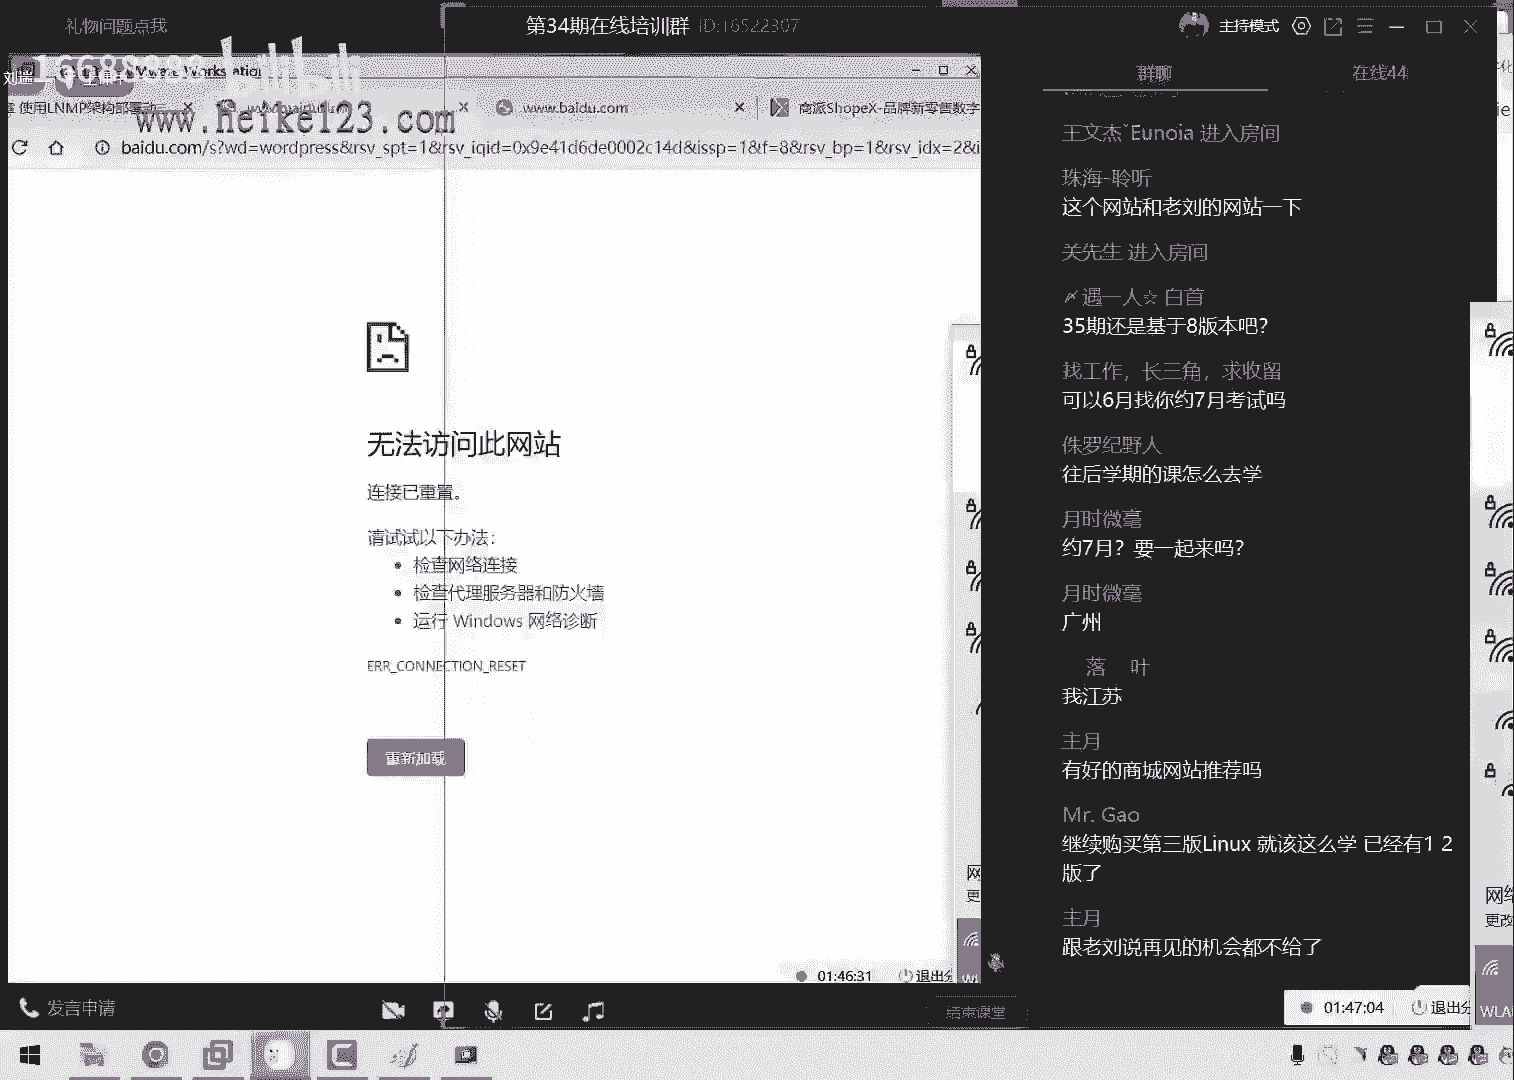 礼物问题点我
第34期在线培训群 ID:16522307
主持模式
www.heike123.com
使用LNMP架构部署动
www.baidu.com
商派ShopeX-品牌新零售数字
baidu.com/s?wd=wordpress&rsv_spt=1&rsv_iqid=0x9e41d6de0002c14d&issp=1&f=8&rsv_bp=1&rsv_idx=2&i
无法访问此网站
连接已重置。
请试试以下办法：
检查网络连接
检查代理服务器和防火墙
运行 Windows 网络诊断
ERR_CONNECTION_RESET
重新加载
01:46:31
退出分
群聊
在线44
王文杰`Eunoia 进入房间
珠海-聆听
这个网站和老刘的网站一下
关先生 进入房间
〆遇一人☆ 白首
35期还是基于8版本吧？
找工作，长三角，求收留
可以6月找你约7月考试吗
侏罗纪野人
往后学期的课怎么去学
月时微毫
约7月？要一起来吗？
月时微毫
广州
落 叶
我江苏
主月
有好的商城网站推荐吗
Mr. Gao
继续购买第三版Linux 就该这么学 已经有1 2
版了
主月
跟老刘说再见的机会都不给了
网络
更改
发言申请
结束课堂
01:47:04
退出分
WLA